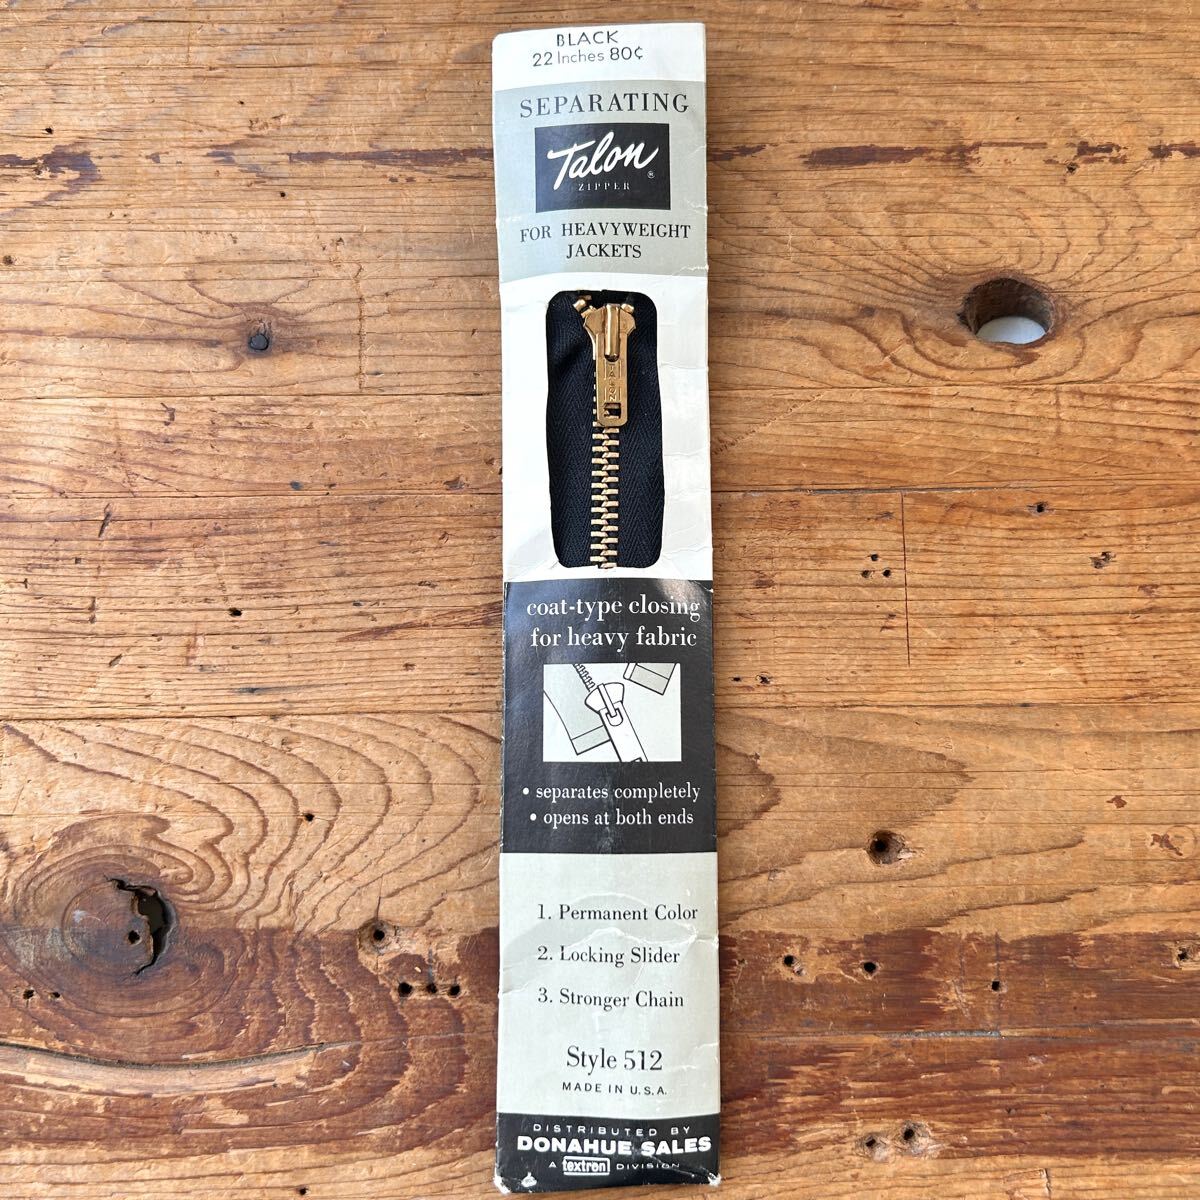 BLACK
22 Inches 80¢
SEPARATING
Talon
®
ZIPPER
FOR HEAVYWEIGHT
JACKETS
TALON
coat-type closing
for heavy fabric
• separates completely
• opens at both ends
1. Permanent Color
2. Locking Slider
3. Stronger Chain
Style 512
MADE IN U.S.A.
DISTRIBUTED BY
DONAHUE SALES
A textron DIVISION